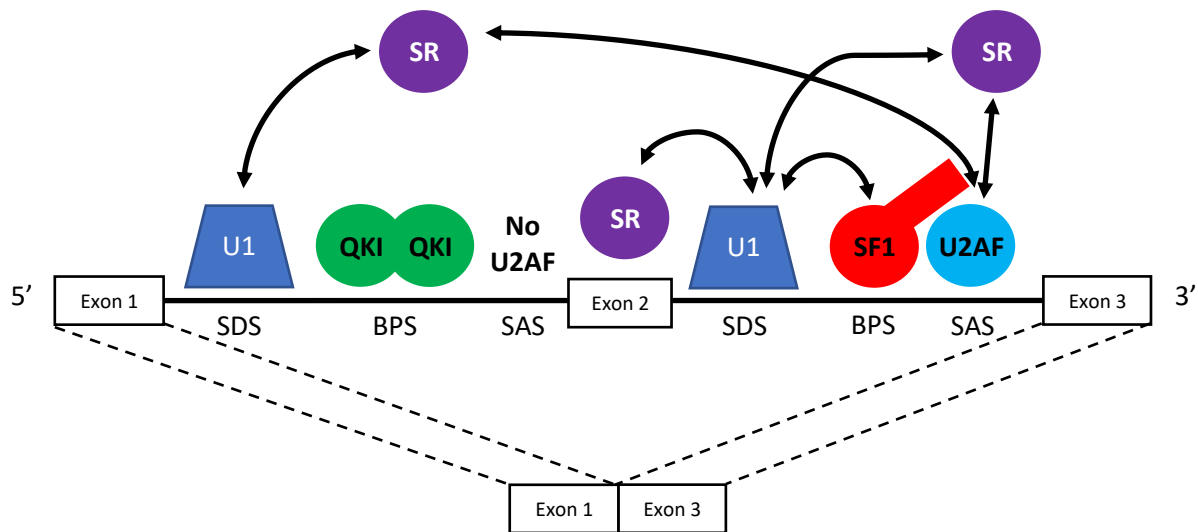 SR
SR
SR
U1
QKI
QKI
No
U2AF
U1
SF1
U2AF
5’
Exon 1
Exon 2
Exon 3
3’
SDS
BPS
SAS
SDS
BPS
SAS
Exon 1
Exon 3